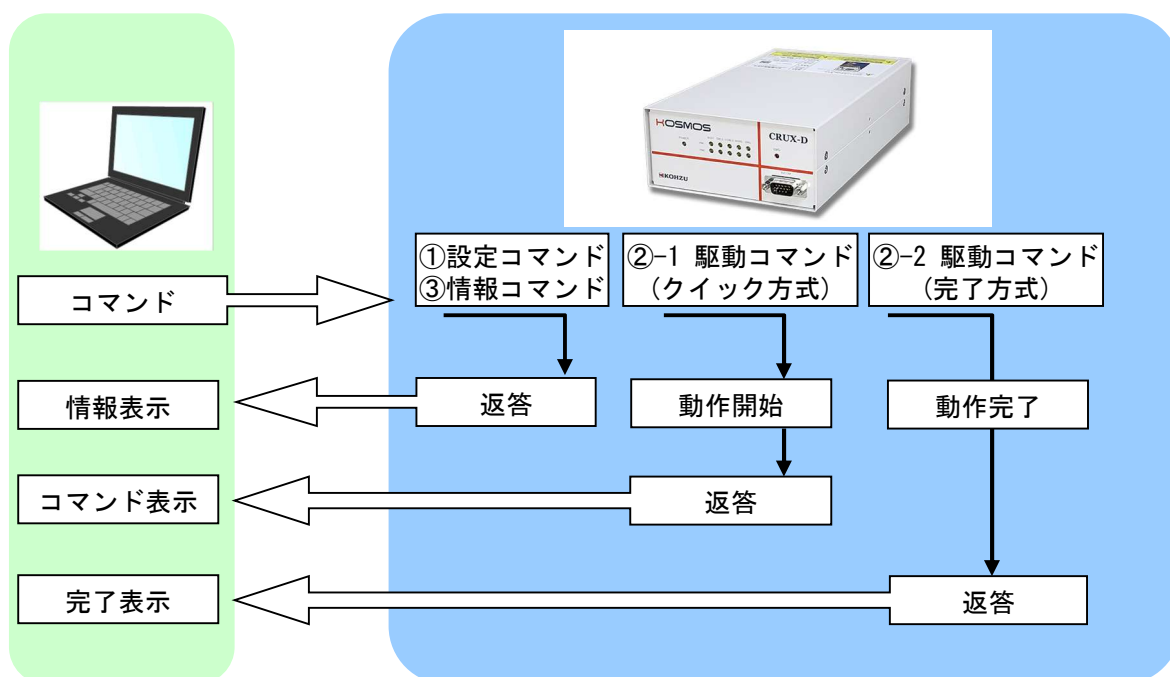 KOSMOS
CRUX-D
KOHZU
①設定コマンド
③情報コマンド
②-1 駆動コマンド
(クイック方式)
②-2 駆動コマンド
(完了方式)
コマンド
情報表示
返答
動作開始
動作完了
コマンド表示
返答
完了表示
返答